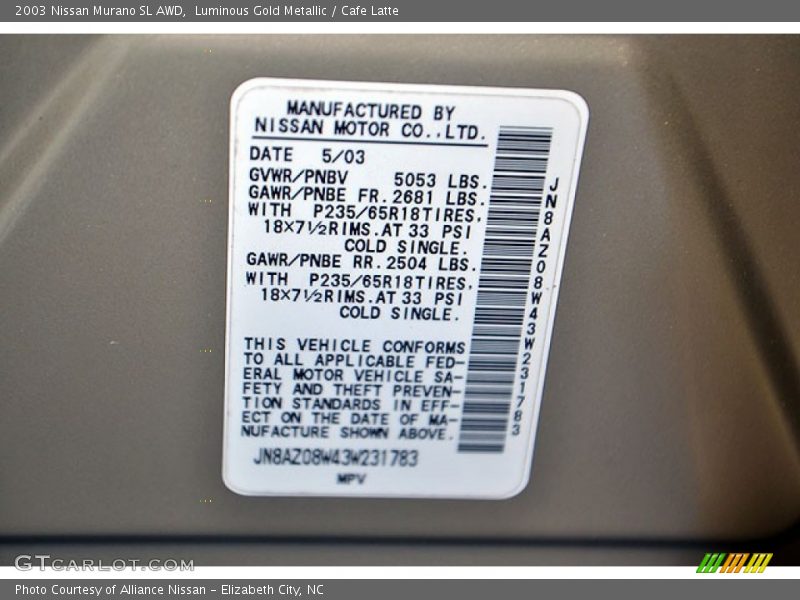 2003 Nissan Murano SL AWD,  Luminous Gold Metallic / Cafe Latte
MANUFACTURED BY
NISSAN MOTOR CO.,LTD.
DATE 5/03
GVWR/PNBV 5053 LBS.
GAWR/PNBE FR.2681 LBS.
WITH P235/65R18TIRES.
18×7½RIMS.AT 33 PSI
COLD SINGLE.
GAWR/PNBE RR.2504 LBS.
WITH P235/65R18TIRES.
18×7½RIMS.AT 33 PSI
COLD SINGLE.
THIS VEHICLE CONFORMS
TO ALL APPLICABLE FED-
ERAL MOTOR VEHICLE SA-
FETY AND THEFT PREVEN-
TION STANDARDS IN EFF-
ECT ON THE DATE OF MA-
NUFACTURE SHOWN ABOVE.
JN8AZ08W43W231783
MPV
JN8AZ08W43W231783
GTCARLOT.COM
Photo Courtesy of Alliance Nissan - Elizabeth City, NC